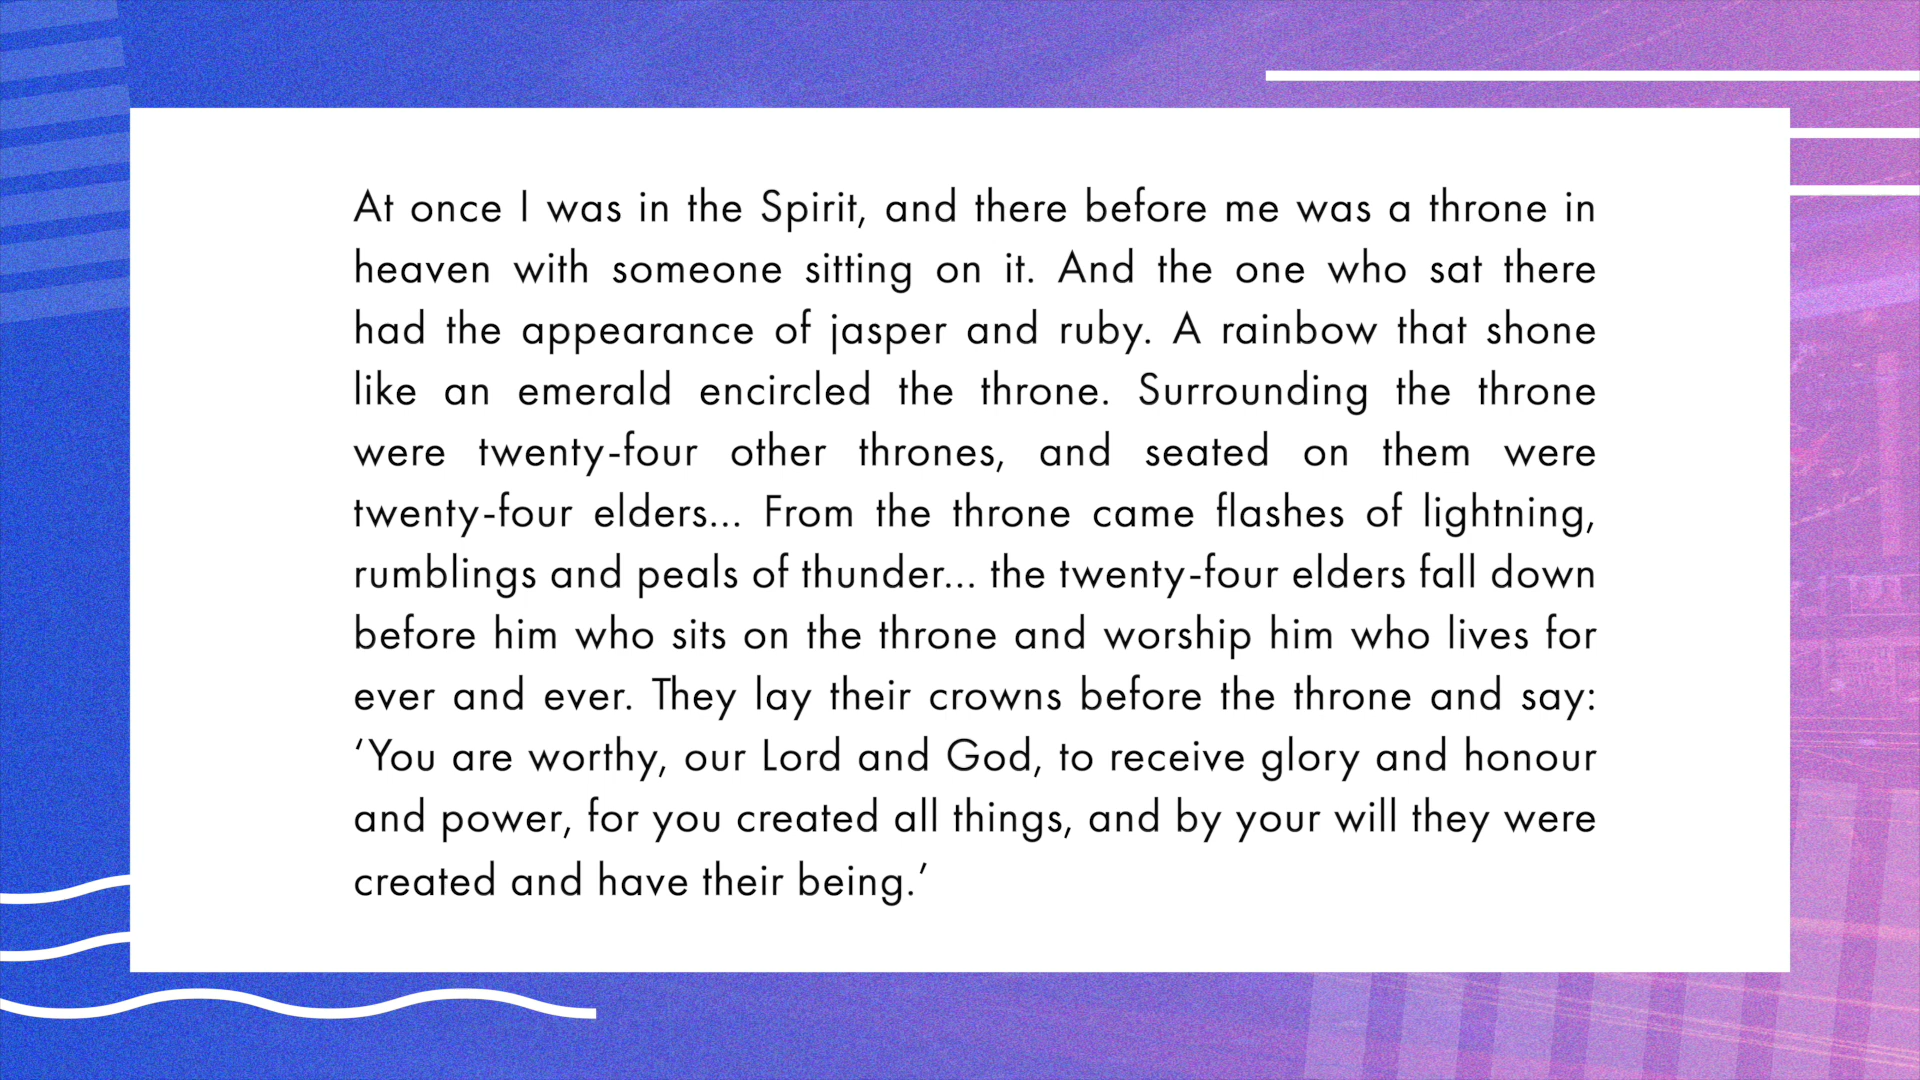 At once I was in the Spirit, and there before me was a throne in
heaven with someone sitting on it. And the one who sat there
had the appearance of jasper and ruby. A rainbow that shone
like an emerald encircled the throne. Surrounding the throne
were twenty-four other thrones, and seated on them were
twenty-four elders... From the throne came flashes of lightning,
rumblings and peals of thunder... the twenty-four elders fall down
before him who sits on the throne and worship him who lives for
ever and ever. They lay their crowns before the throne and say:
‘You are worthy, our Lord and God, to receive glory and honour
and power, for you created all things, and by your will they were
created and have their being.’